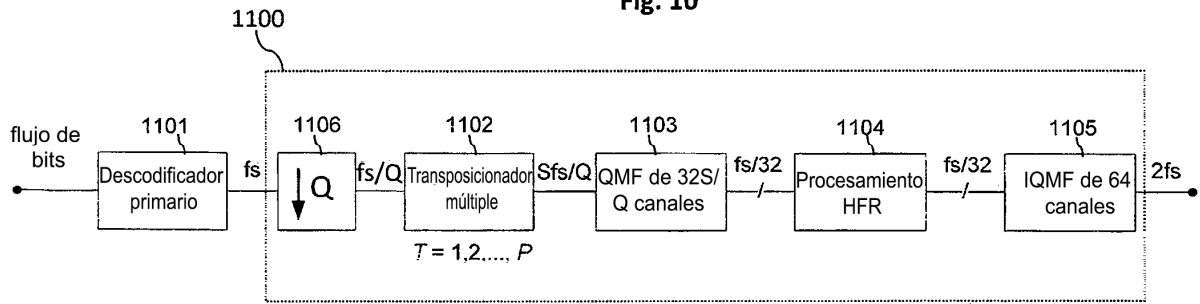 Fig. 10
1100
1101
1106
1102
1103
1104
1105
flujo de
bits
Descodificador
primario
fs
Q
fs/Q
Transposicionador
múltiple
Sfs/Q
QMF de 32S/
Q canales
fs/32
Procesamiento
HFR
fs/32
IQMF de 64
canales
2fs
T = 1,2,..., P